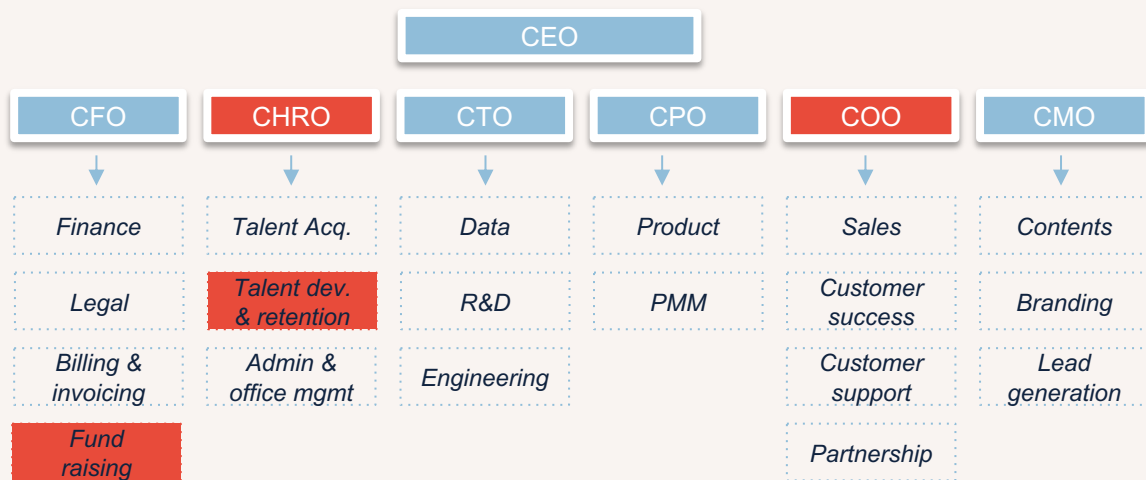 CEO
CFO
CHRO
CTO
CPO
COO
CMO
Finance
Talent Acq.
Data
Product
Sales
Contents
Legal
Talent dev.
& retention
R&D
PMM
Customer
success
Branding
Billing &
invoicing
Admin &
office mgmt
Engineering
Customer
support
Lead
generation
Fund
raising
Partnership